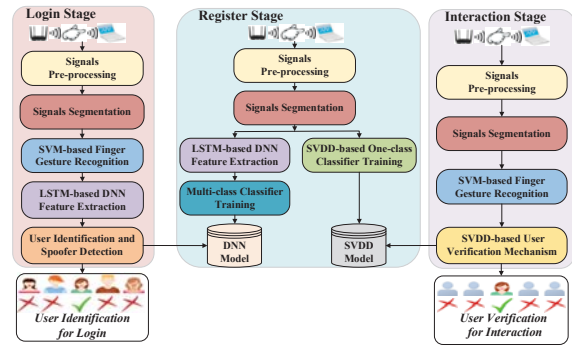 Login Stage
Signals
Pre-processing
Signals Segmentation
SVM-based Finger
Gesture Recognition
LSTM-based DNN
Feature Extraction
User Identification and
Spoofer Detection
User Identification
for Login
Register Stage
Signals
Pre-processing
Signals Segmentation
LSTM-based DNN
Feature Extraction
SVDD-based One-class
Classifier Training
Multi-class Classifier
Training
DNN
Model
SVDD
Model
Interaction Stage
Signals
Pre-processing
Signals Segmentation
SVM-based Finger
Gesture Recognition
SVDD-based User
Verification Mechanism
User Verification
for Interaction